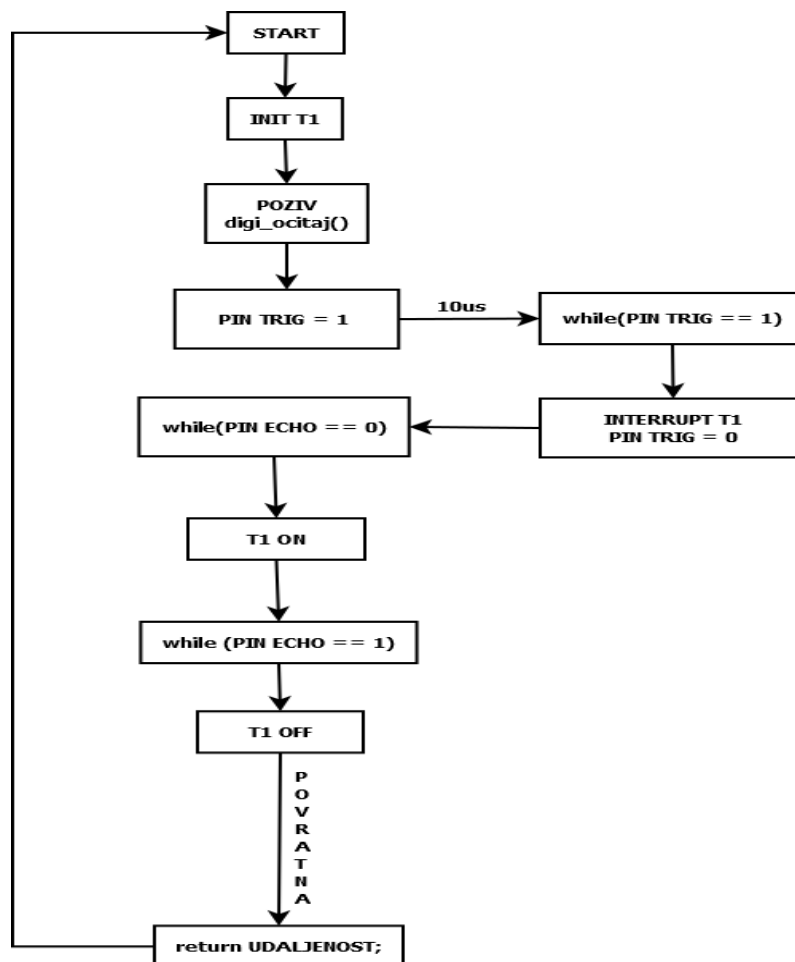 START
INIT T1
POZIV
digi_ocitaj()
PIN TRIG = 1
10us
while(PIN TRIG == 1)
INTERRUPT T1
PIN TRIG = 0
while(PIN ECHO == 0)
T1 ON
while (PIN ECHO == 1)
T1 OFF
P
O
V
R
A
T
N
A
return UDALJENOST;